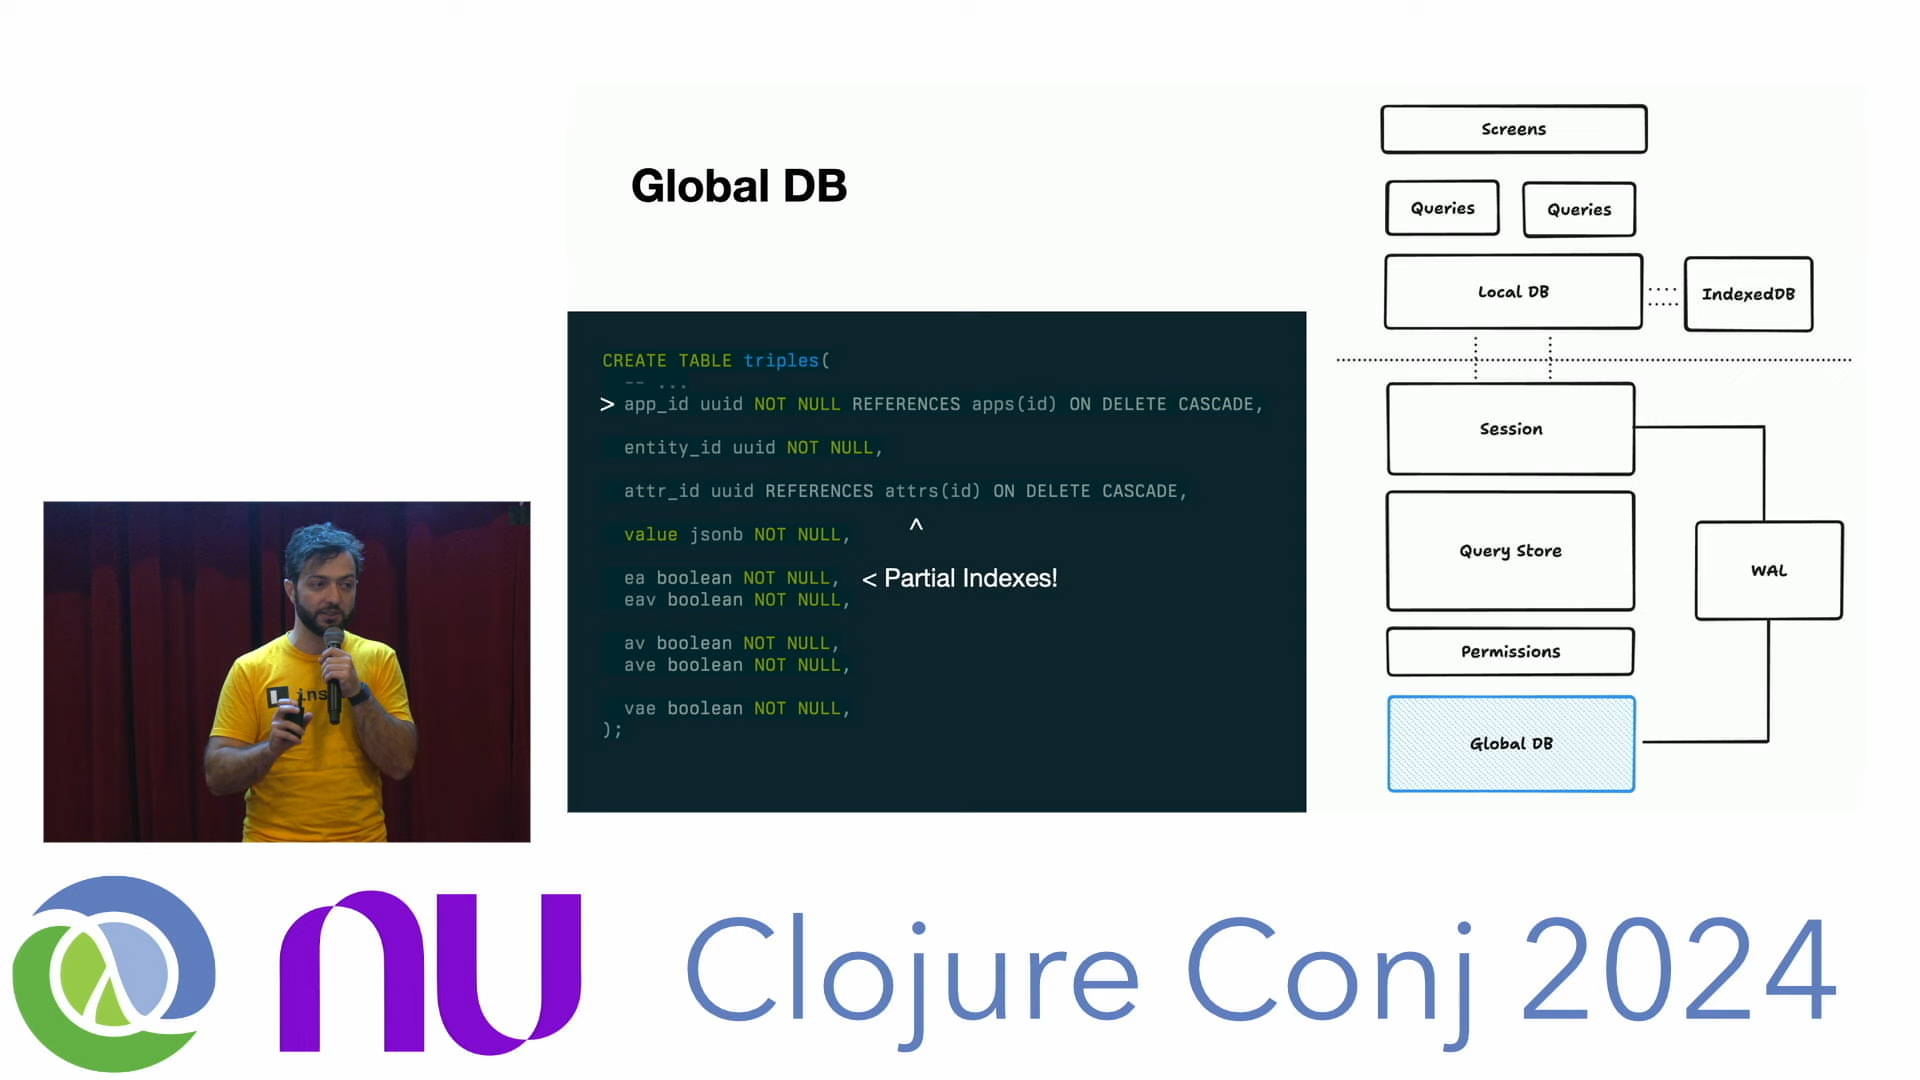 Global DB
CREATE TABLE triples(
-- ...
> app_id uuid NOT NULL REFERENCES apps(id) ON DELETE CASCADE,
entity_id uuid NOT NULL,
attr_id uuid REFERENCES attrs(id) ON DELETE CASCADE,
^
value jsonb NOT NULL,
ea boolean NOT NULL, < Partial Indexes!
eav boolean NOT NULL,
av boolean NOT NULL,
ave boolean NOT NULL,
vae boolean NOT NULL,
);
Screens
Queries Queries
Local DB IndexedDB
Session
Query Store
WAL
Permissions
Global DB
ins
nu Clojure Conj 2024